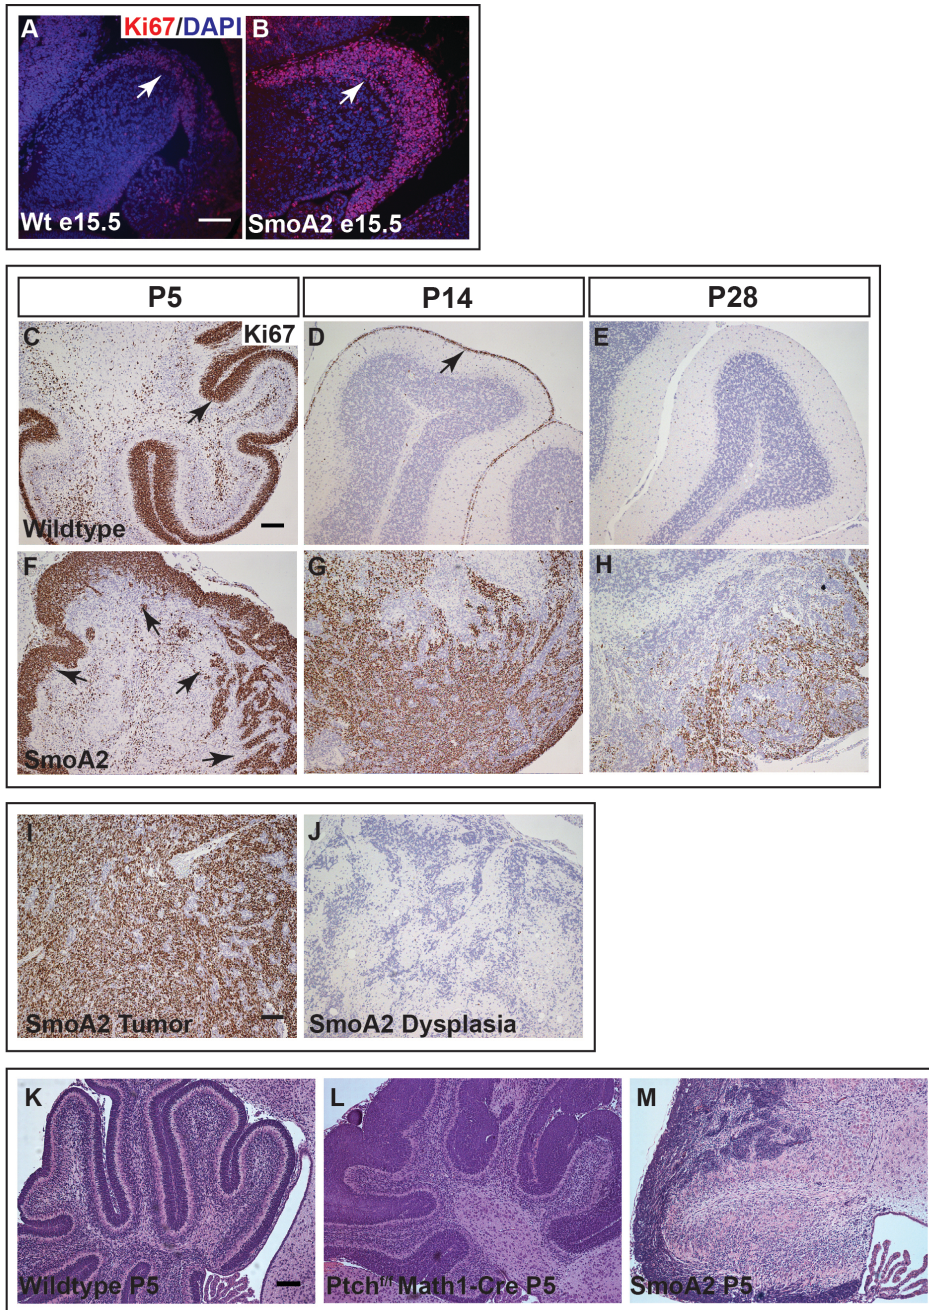 A Ki67/DAPI B
Wt e15.5 SmoA2 e15.5
P5 P14 P28
C Ki67 D E
Wildtype
F G H
SmoA2
I J
SmoA2 Tumor SmoA2 Dysplasia
K L M
Wildtype P5 Ptchf/f Math1-Cre P5 SmoA2 P5